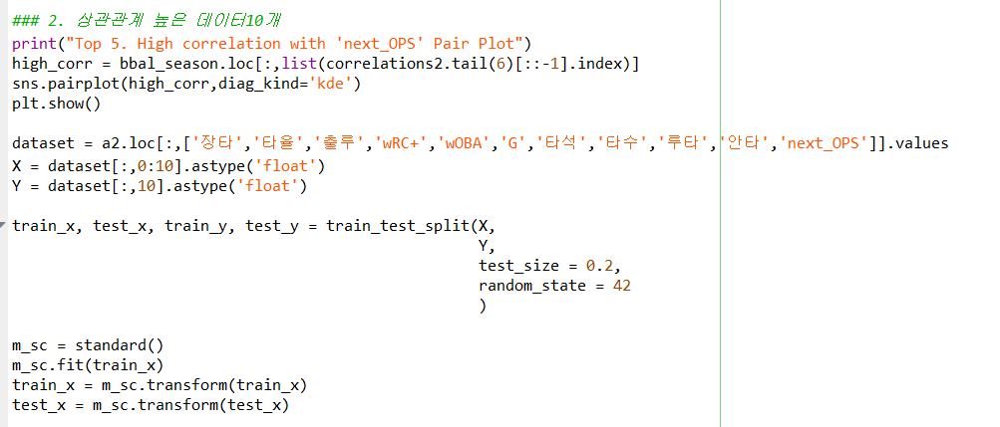 ### 2. 상관관계 높은 데이터10개
print("Top 5. High correlation with 'next_OPS' Pair Plot")
high_corr = bbal_season.loc[:,list(correlations2.tail(6)[::-1].index)]
sns.pairplot(high_corr,diag_kind='kde')
plt.show()
dataset = a2.loc[:,['장타','타율','출루','wRC+','wOBA','G','타석','타수','루타','안타','next_OPS']].values
X = dataset[:,0:10].astype('float')
Y = dataset[:,10].astype('float')
train_x, test_x, train_y, test_y = train_test_split(X,
Y,
test_size = 0.2,
random_state = 42
)
m_sc = standard()
m_sc.fit(train_x)
train_x = m_sc.transform(train_x)
test_x = m_sc.transform(test_x)